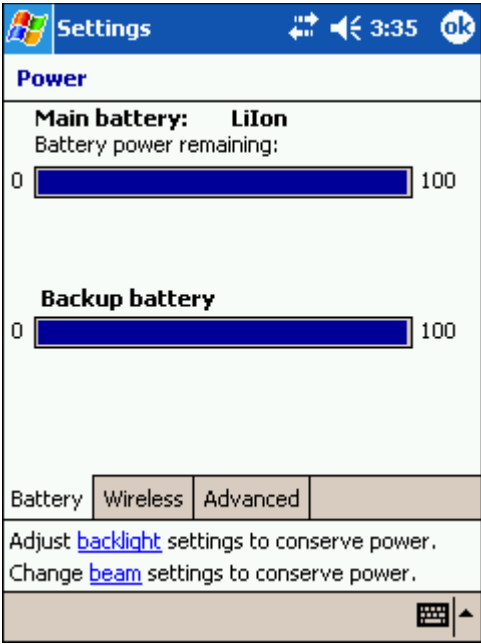 Settings 3:35 ok
Power
Main battery: LiIon
Battery power remaining:
0 100
Backup battery
0 100
Battery Wireless Advanced
Adjust backlight settings to conserve power.
Change beam settings to conserve power.